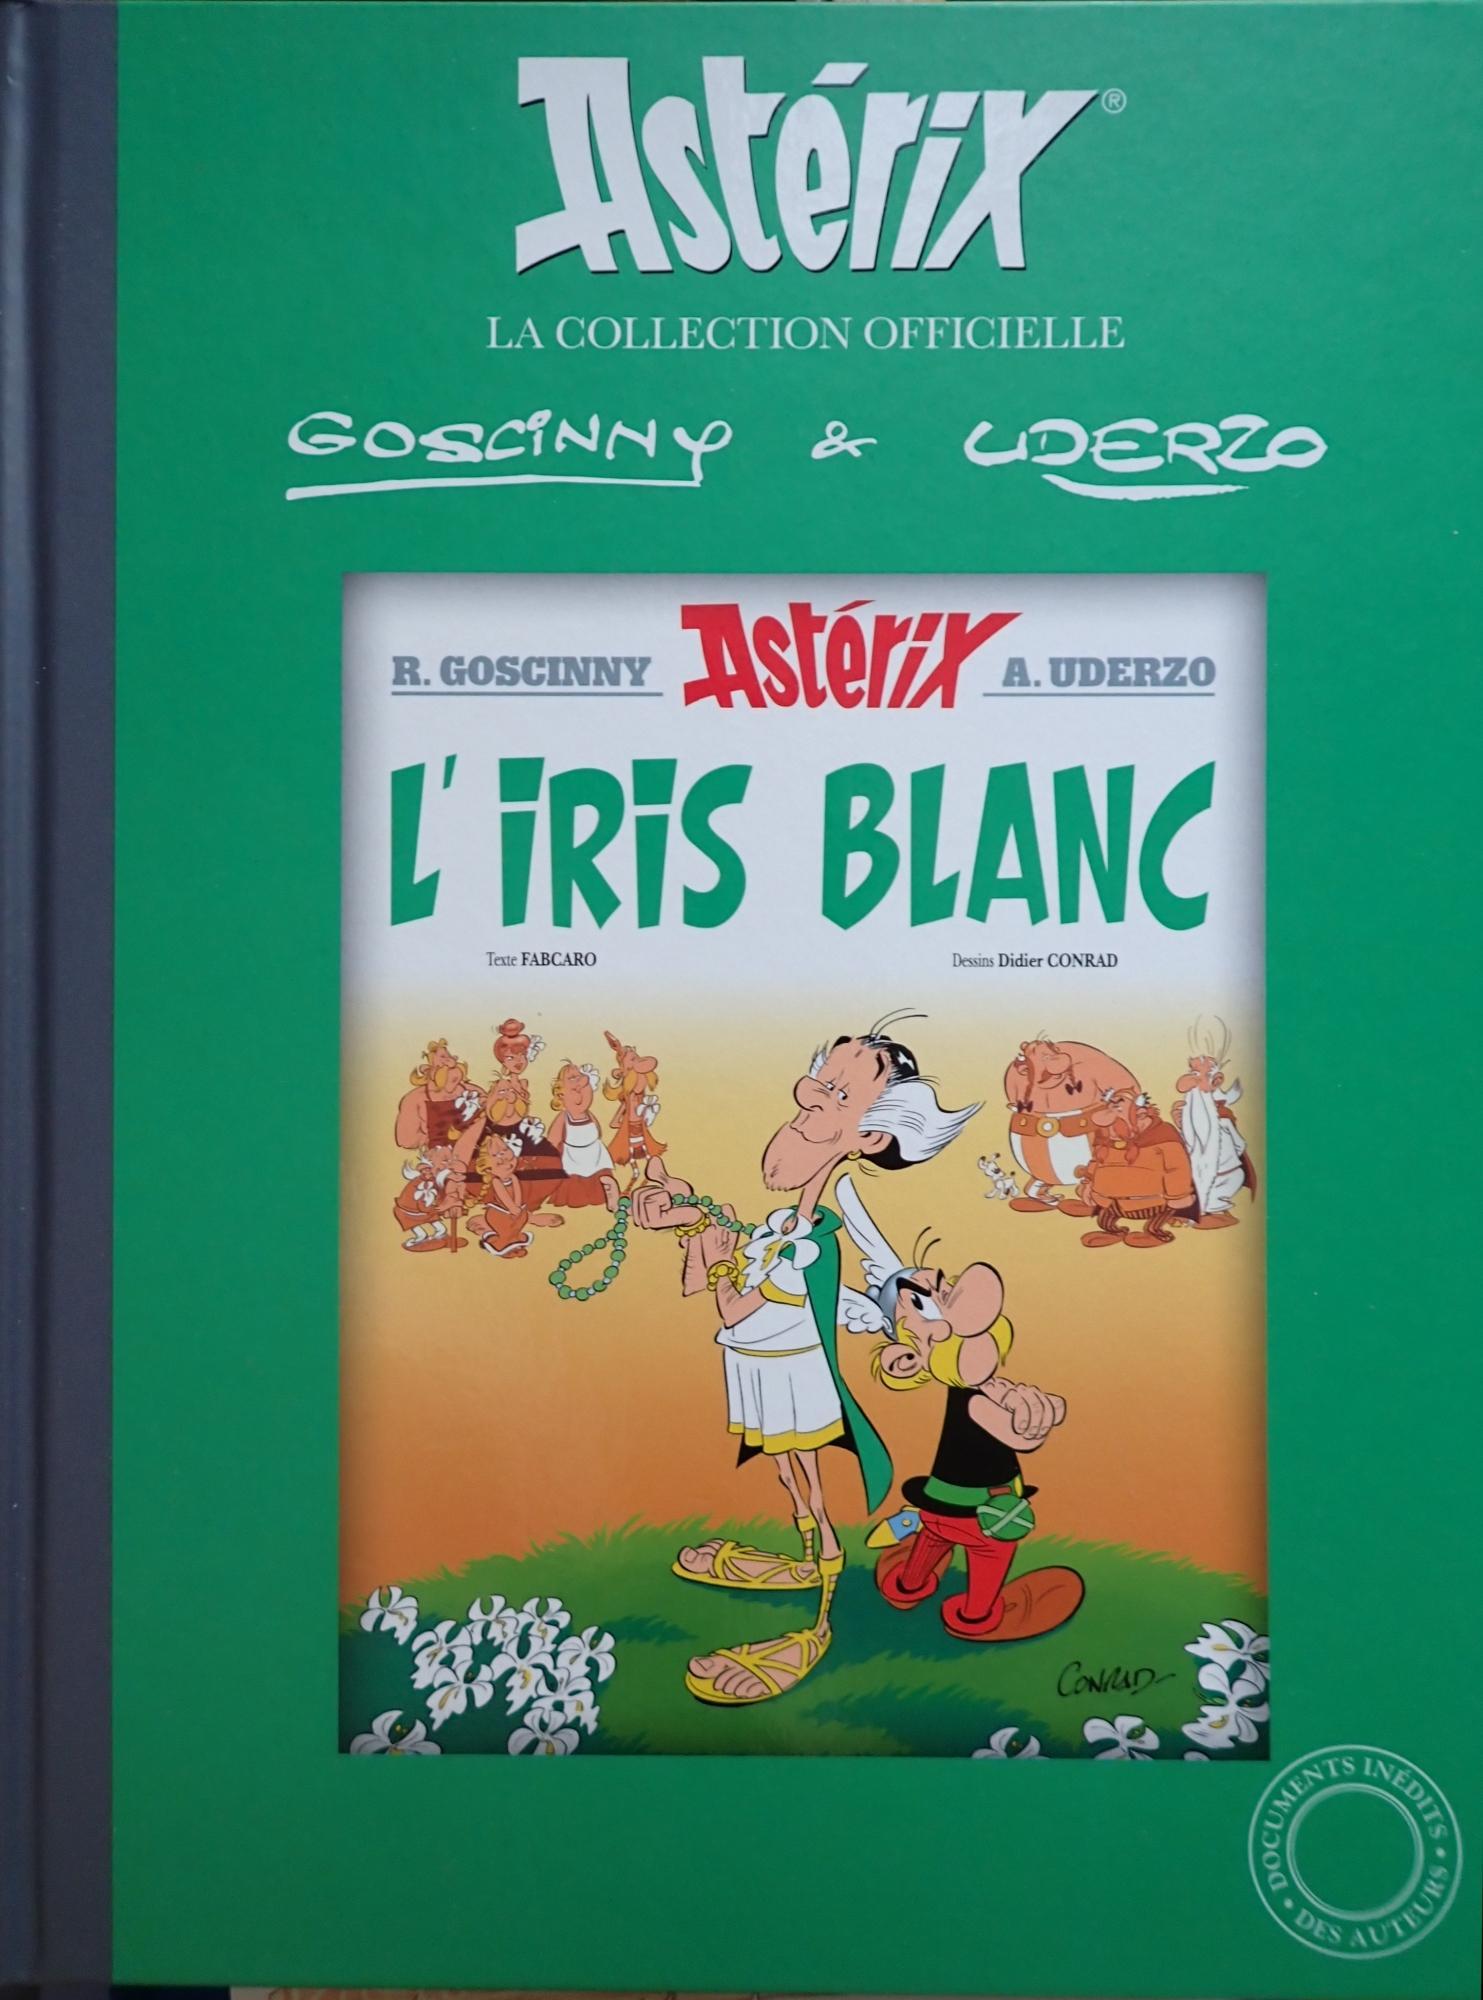 Astérix®
LA COLLECTION OFFICIELLE
GOSCINNY & UDERZO
R. GOSCINNY Astérix A. UDERZO
L'IRIS BLANC
Texte FABCARO Dessins Didier CONRAD
CONRAD
DOCUMENTS INÉDITS • DES AUTEURS •